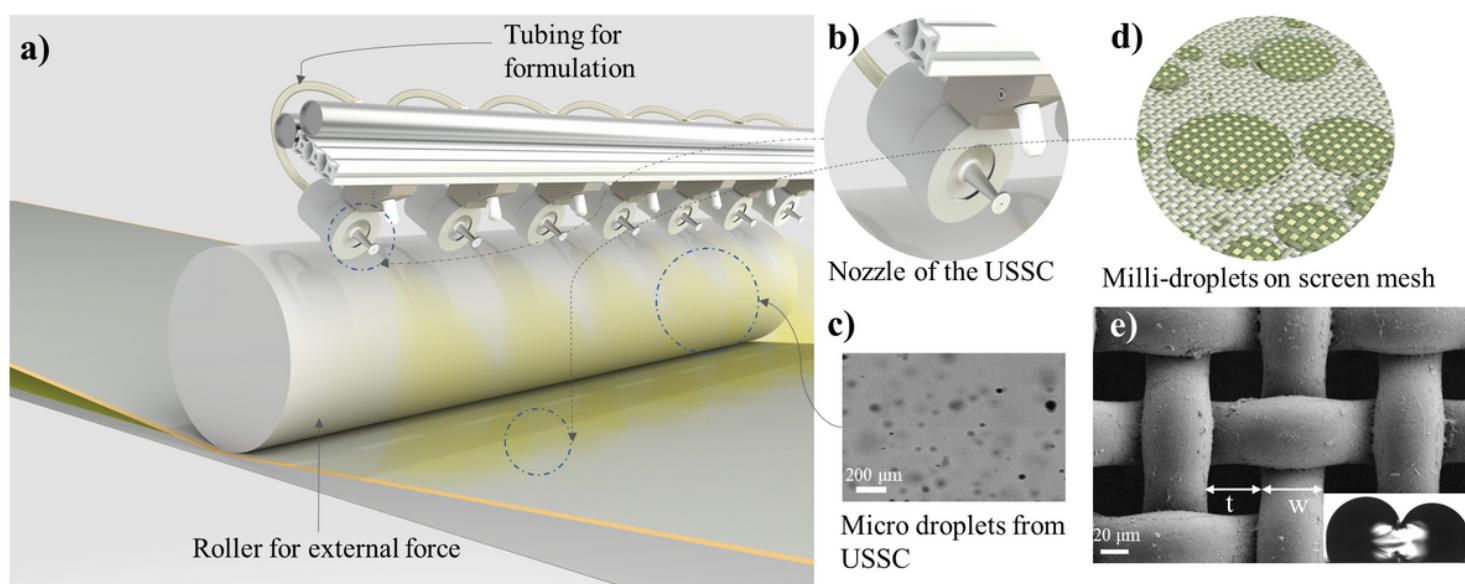 a)
Tubing for
formulation
Roller for external force
b)
Nozzle of the USSC
c)
200 μm
Micro droplets from
USSC
d)
Milli-droplets on screen mesh
e)
t
w
20 μm